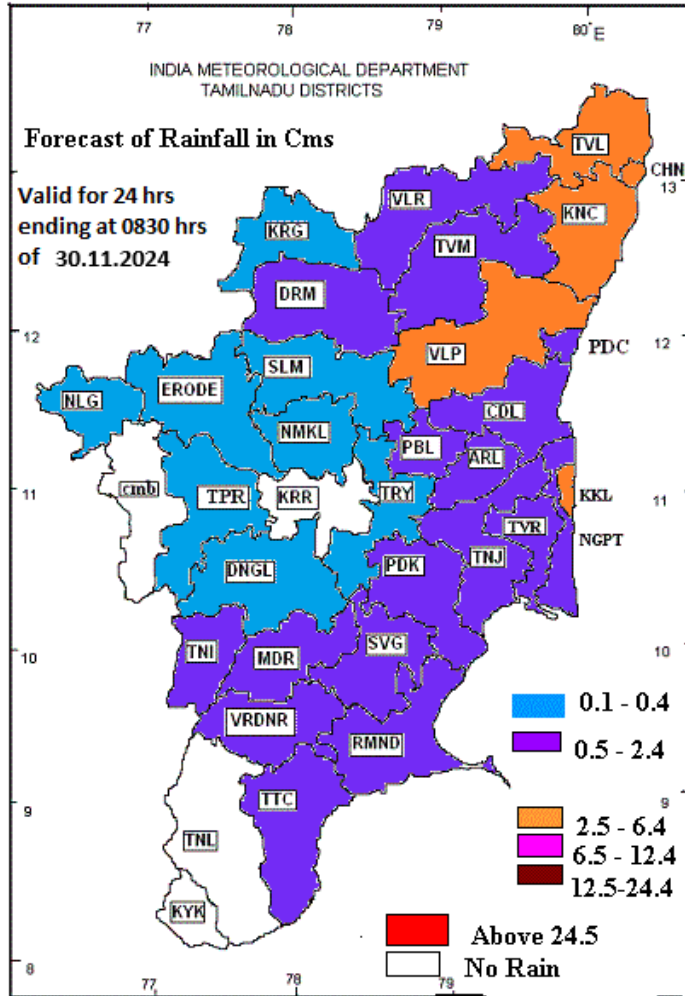 77 78 79 80°E
INDIA METEOROLOGICAL DEPARTMENT
TAMILNADU DISTRICTS
Forecast of Rainfall in Cms
TVL
CHN
13
Valid for 24 hrs
ending at 0830 hrs
of 30.11.2024
VLR
KNC
KRG
TVM
DRM
12
12
PDC
VLP
SLM
ERODE
NLG
CDL
NMKL
PBL
ARL
cmb
TPR
KRR
TRY
11
11
KKL
TVR
NGPT
DNGL
PDK
TNJ
TNI
MDR
SVG
10
10
0.1 - 0.4
VRDNR
RMND
0.5 - 2.4
TTC
9
9
2.5 - 6.4
TNL
6.5 - 12.4
12.5-24.4
KYK
Above 24.5
No Rain
8
77 78 79